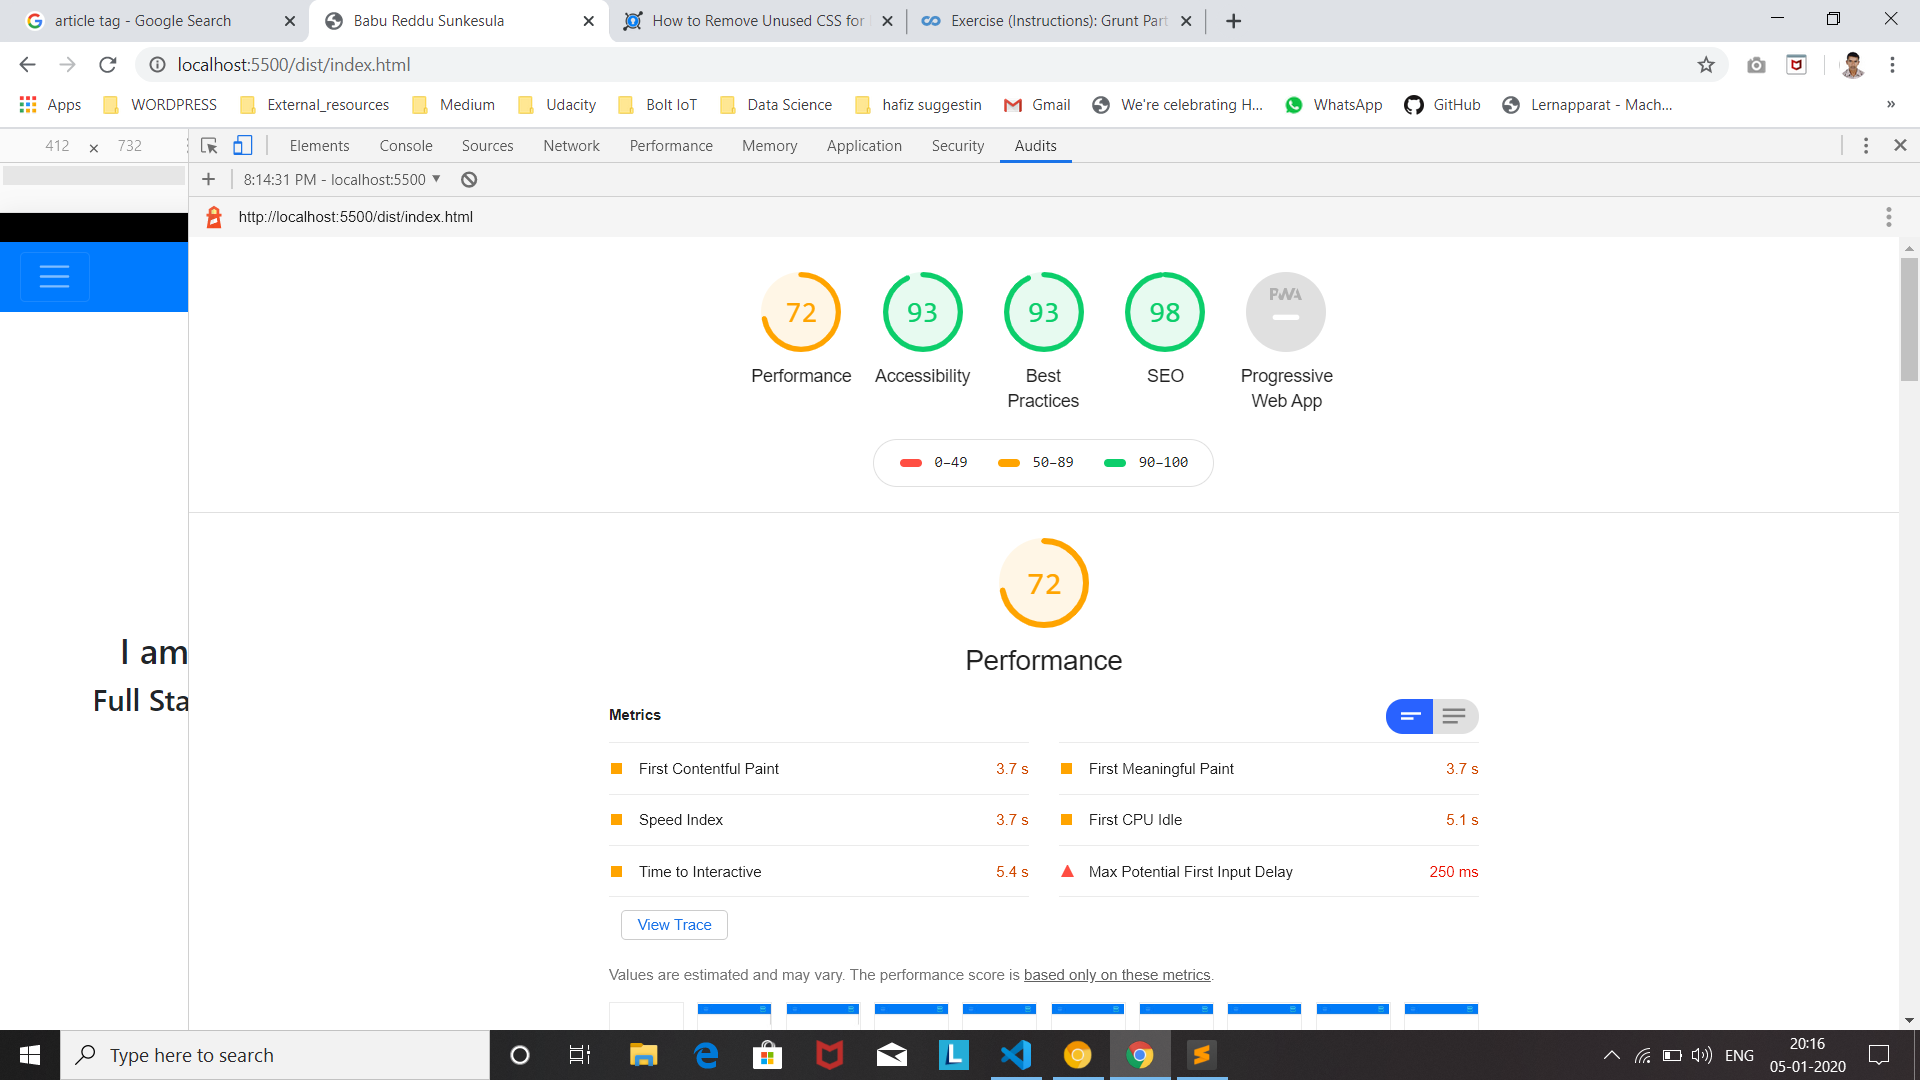 article tag - Google Search
Babu Reddu Sunkesula
How to Remove Unused CSS for
Exercise (Instructions): Grunt Part
localhost:5500/dist/index.html
Apps WORDPRESS External_resources Medium Udacity Bolt IoT Data Science hafiz suggestin Gmail We're celebrating H... WhatsApp GitHub Lernapparat - Mach... »
412 × 732
Elements Console Sources Network Performance Memory Application Security Audits
8:14:31 PM - localhost:5500
http://localhost:5500/dist/index.html
72 93 93 98 PWA
Performance Accessibility Best Practices SEO Progressive Web App
0–49 50–89 90–100
72
Performance
I am
Full Sta
Metrics
First Contentful Paint 3.7 s
First Meaningful Paint 3.7 s
Speed Index 3.7 s
First CPU Idle 5.1 s
Time to Interactive 5.4 s
Max Potential First Input Delay 250 ms
View Trace
Values are estimated and may vary. The performance score is based only on these metrics.
Type here to search
L
ENG
20:16
05-01-2020